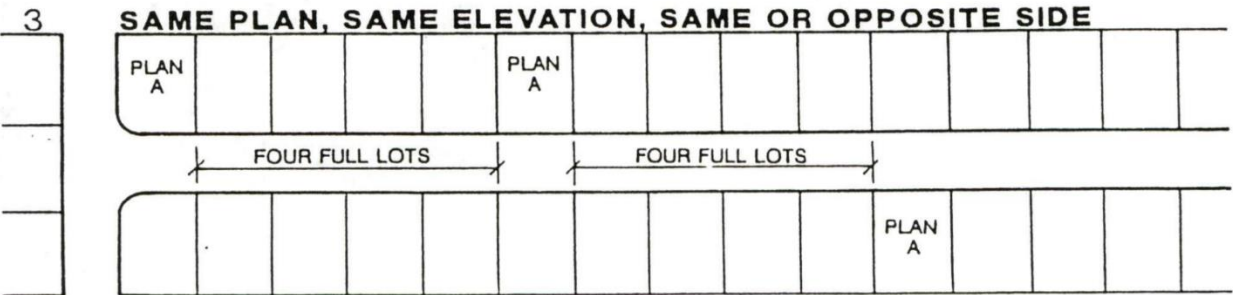 3 SAME PLAN, SAME ELEVATION, SAME OR OPPOSITE SIDE
PLAN
A
PLAN
A
FOUR FULL LOTS
FOUR FULL LOTS
PLAN
A